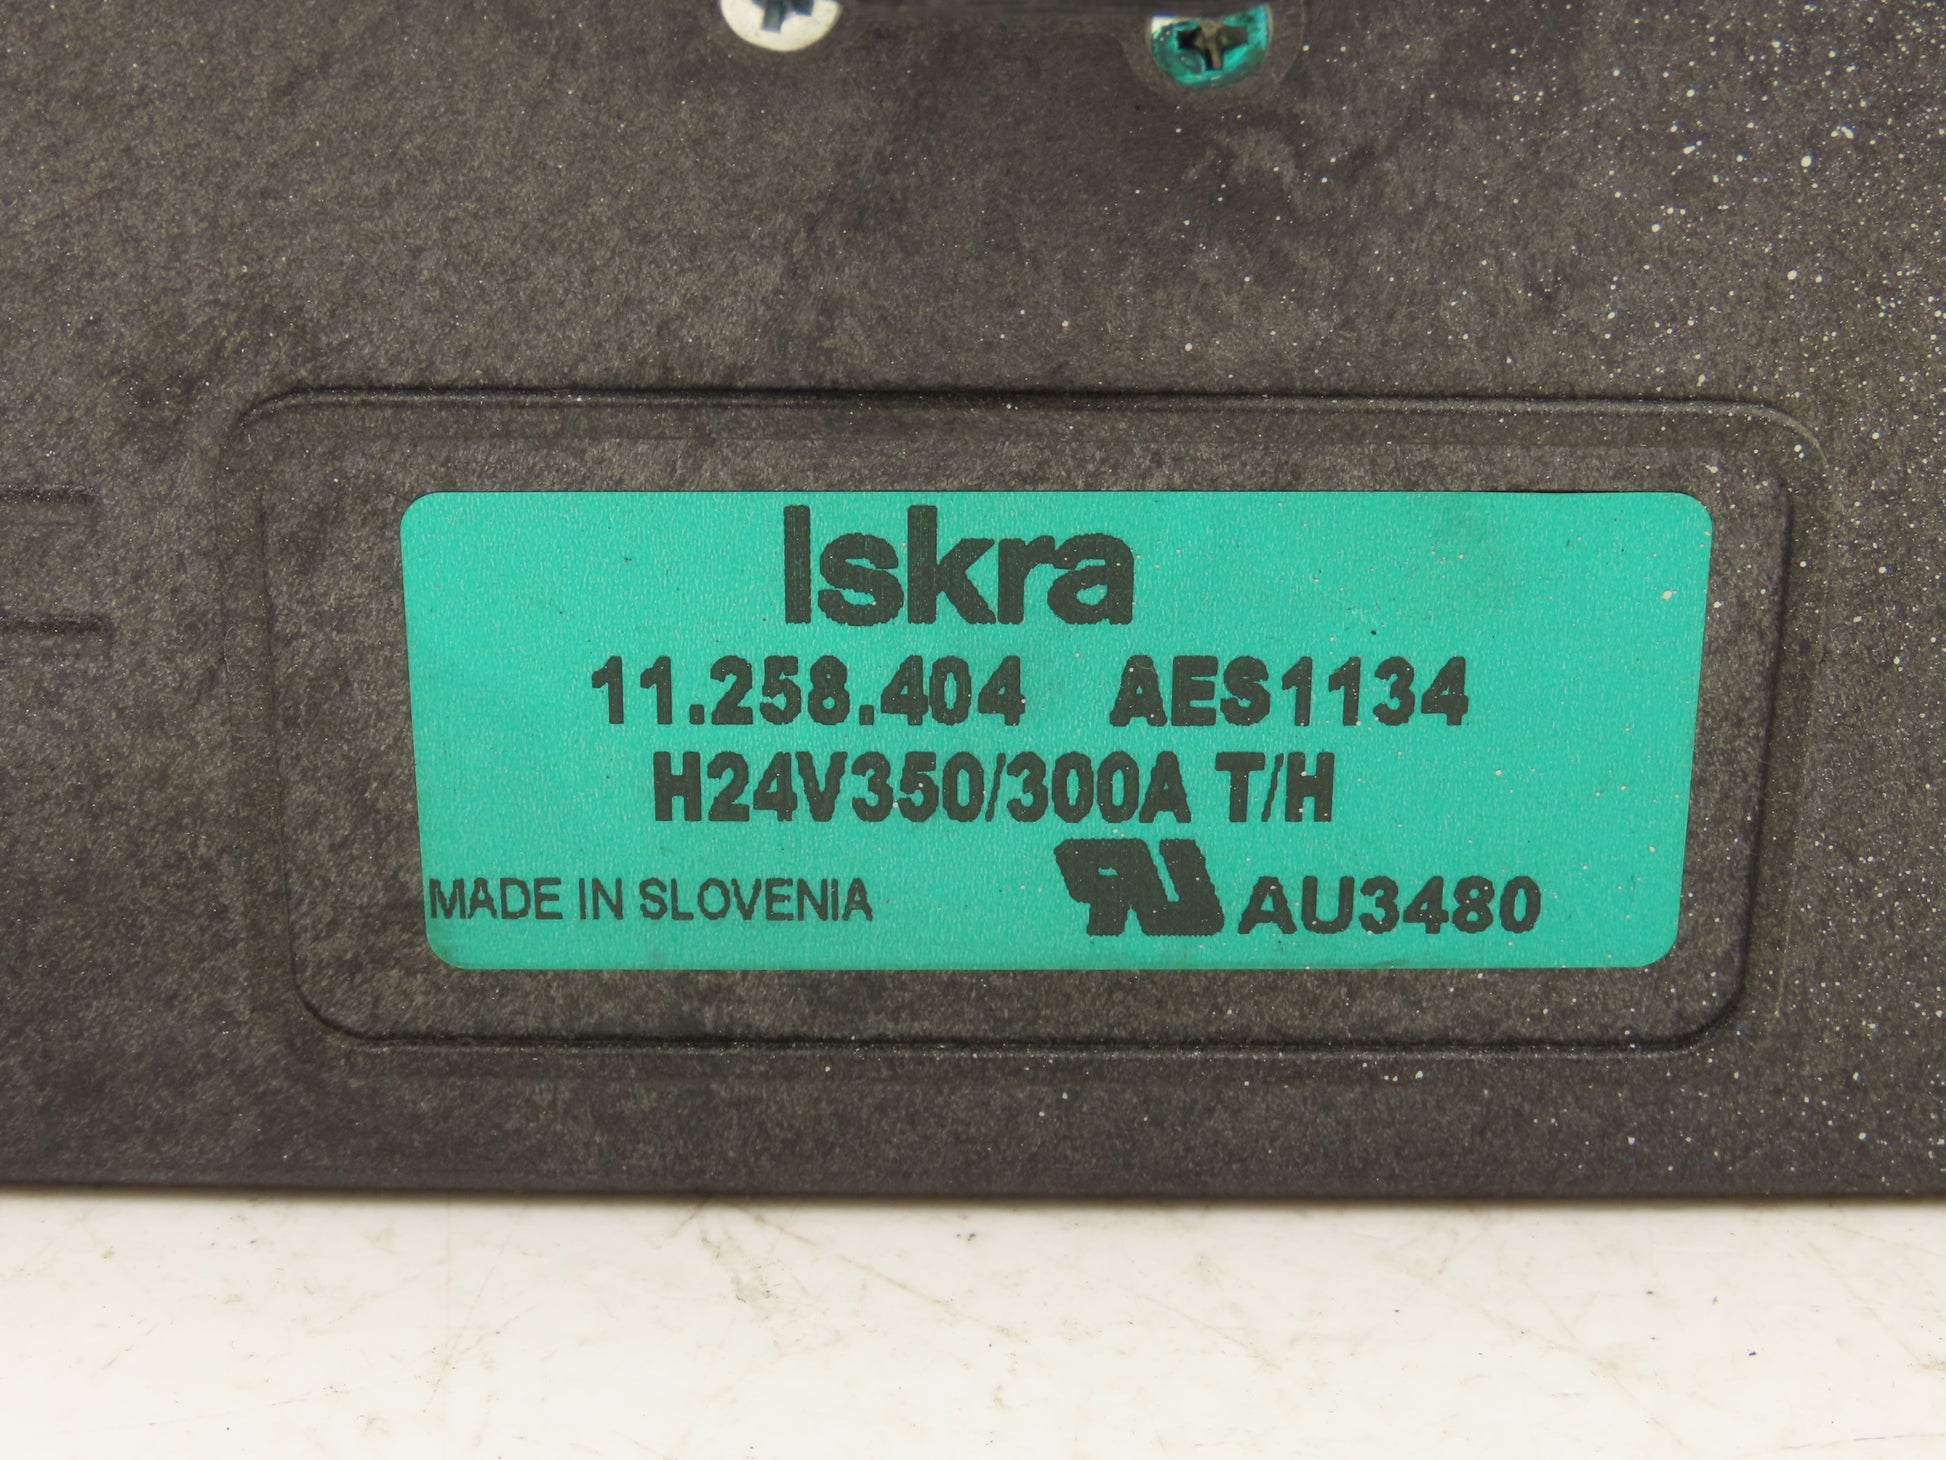 Iskra
11.258.404 AES1134
H24V350/300A T/H
MADE IN SLOVENIA AU3480